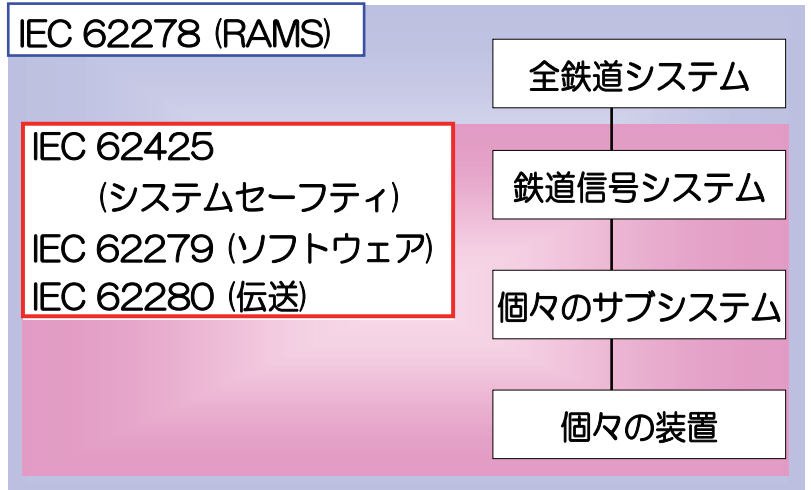 IEC 62278 (RAMS)
全鉄道システム
IEC 62425
(システムセーフティ)
IEC 62279 (ソフトウェア)
IEC 62280 (伝送)
鉄道信号システム
個々のサブシステム
個々の装置